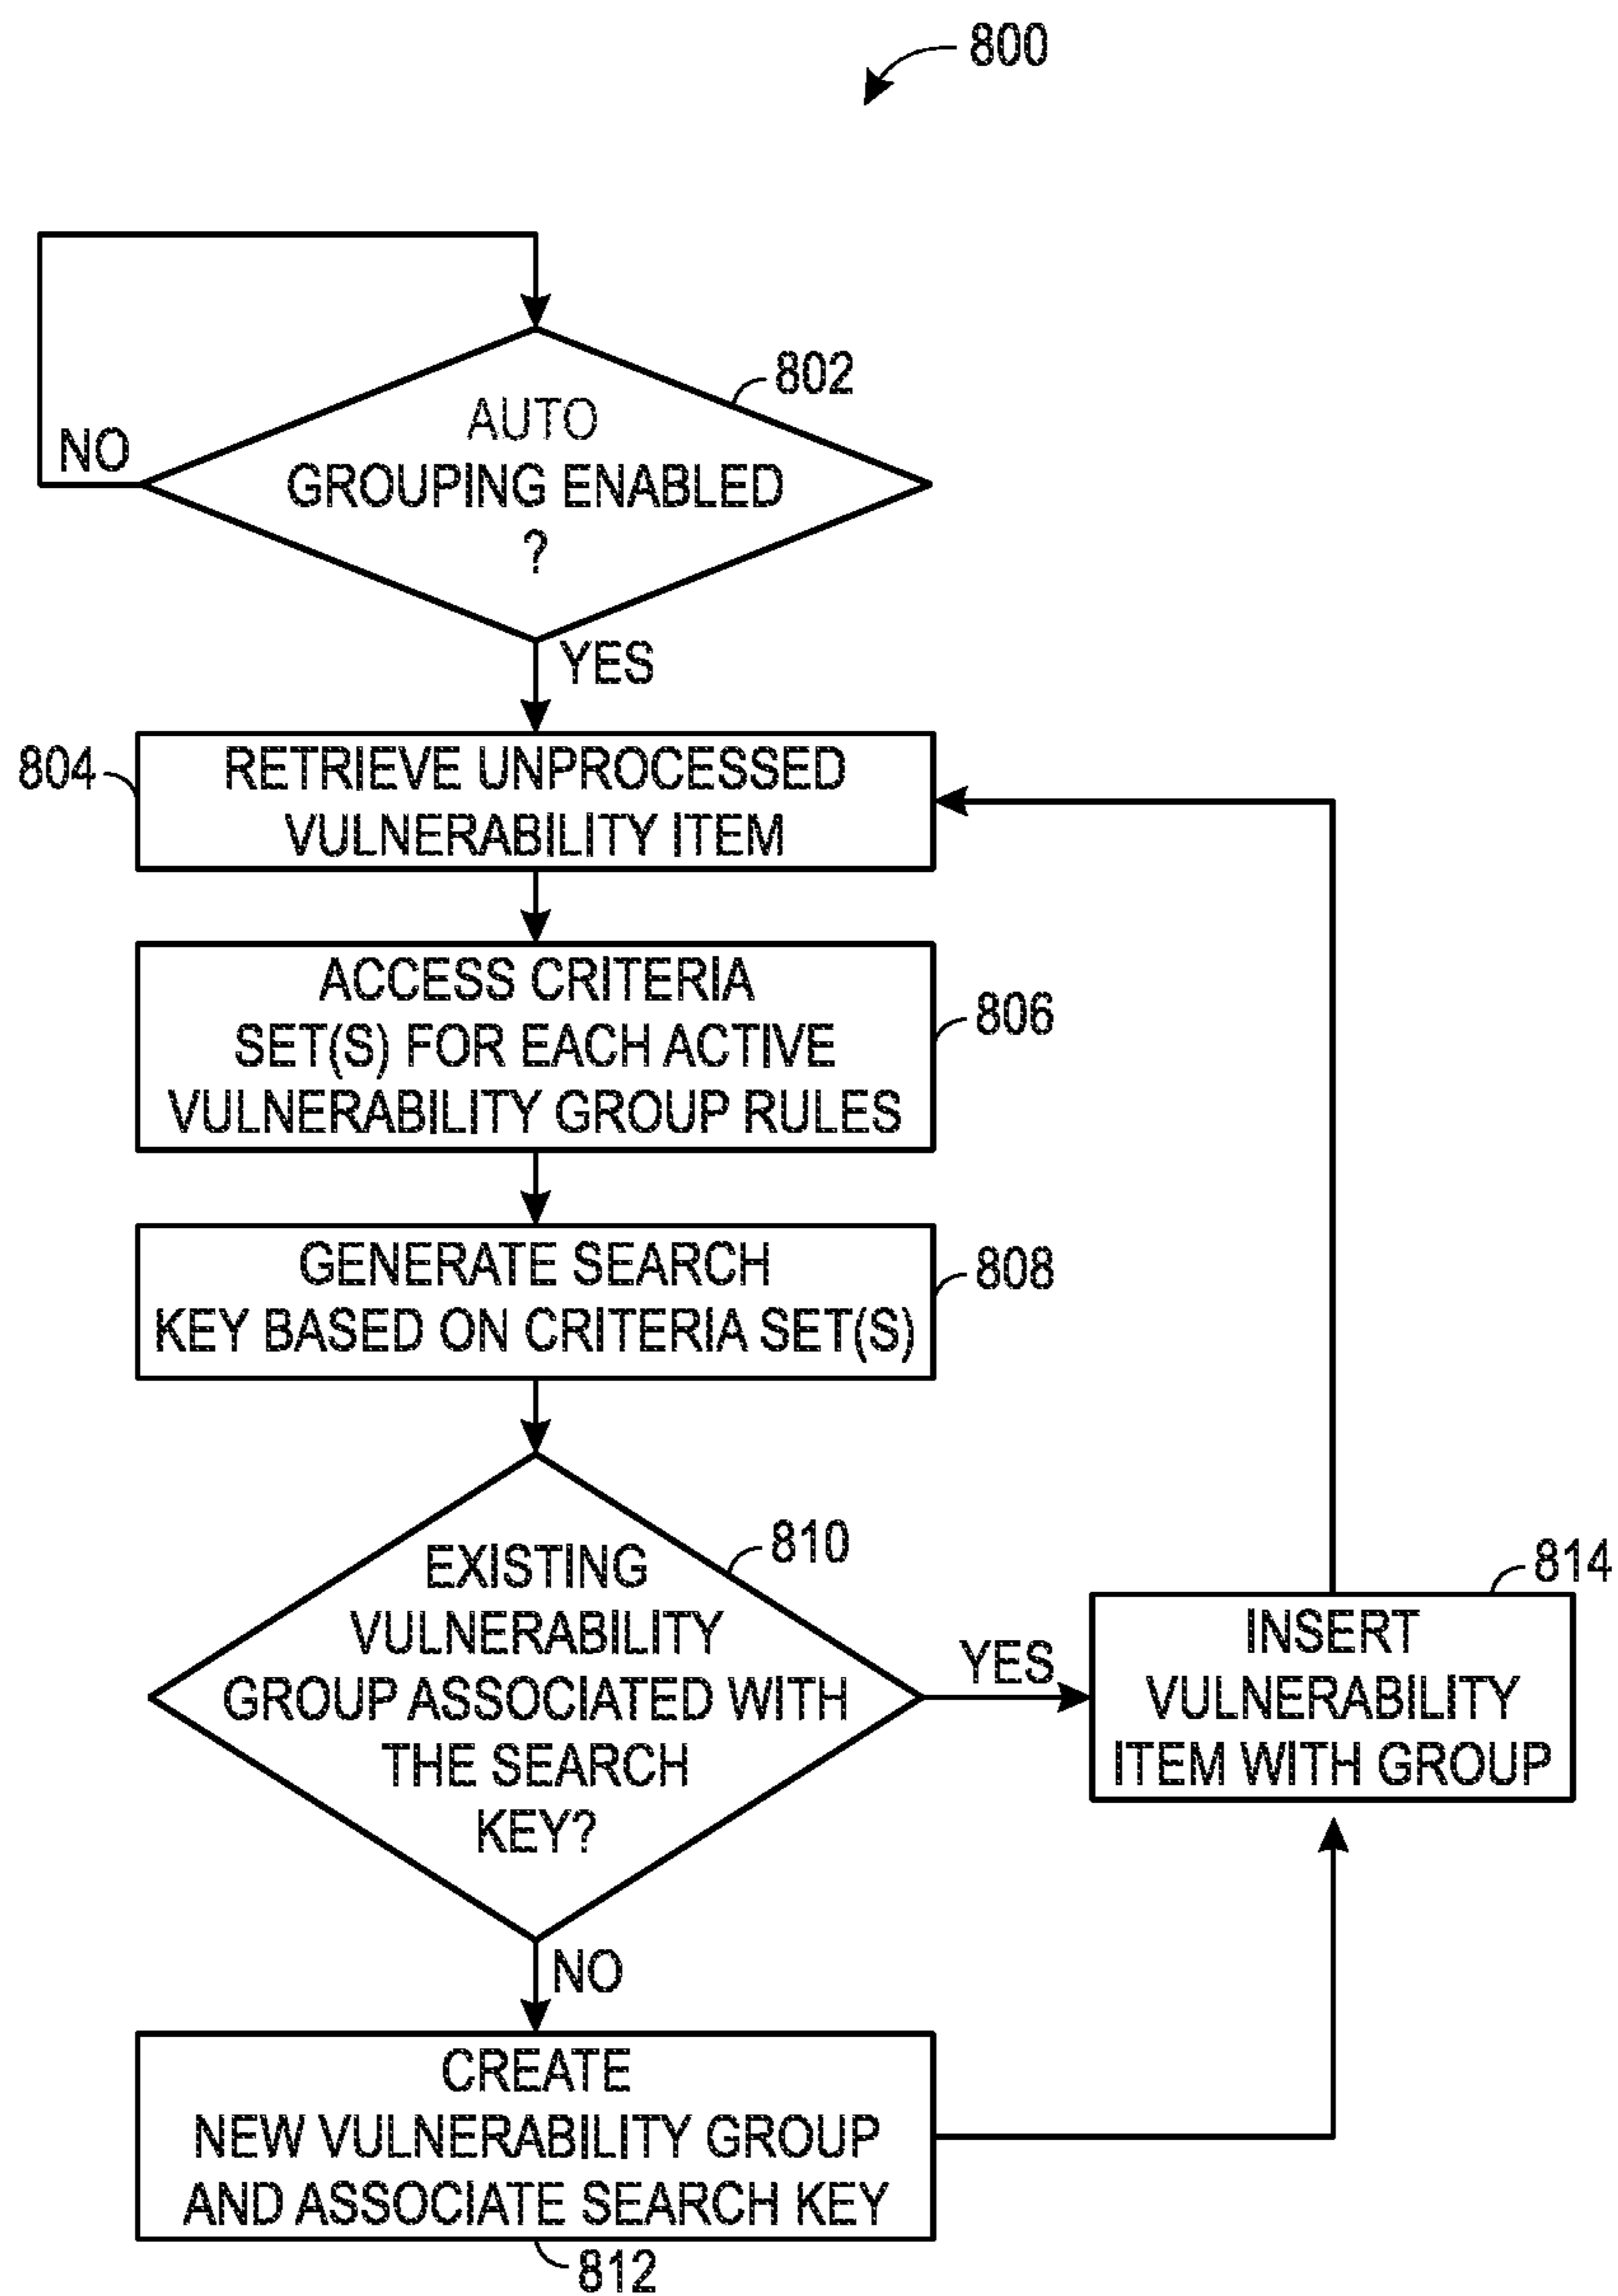 800
802
AUTO
GROUPING ENABLED
?
NO
YES
804
RETRIEVE UNPROCESSED
VULNERABILITY ITEM
ACCESS CRITERIA
SET(S) FOR EACH ACTIVE
VULNERABILITY GROUP RULES
806
GENERATE SEARCH
KEY BASED ON CRITERIA SET(S)
808
810
EXISTING
VULNERABILITY
GROUP ASSOCIATED WITH
THE SEARCH
KEY?
YES
814
INSERT
VULNERABILITY
ITEM WITH GROUP
NO
CREATE
NEW VULNERABILITY GROUP
AND ASSOCIATE SEARCH KEY
812